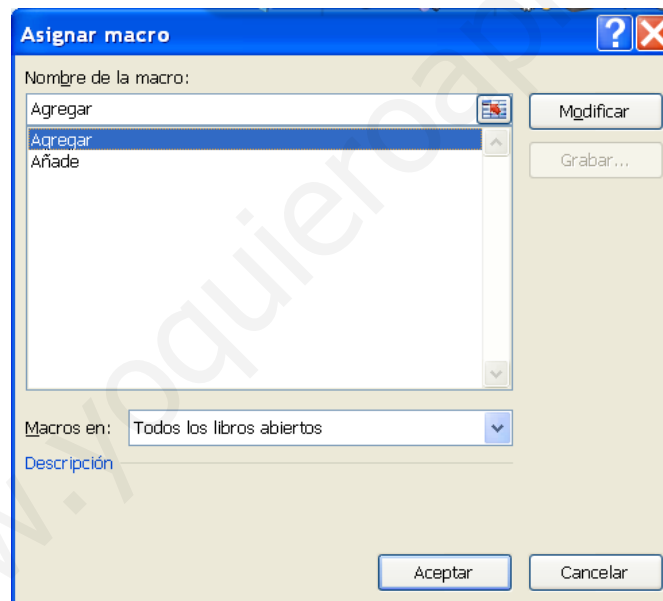 Asignar macro
Nombre de la macro:
Agregar
Modificar
Agregar
Añade
Grabar...
Macros en: Todos los libros abiertos
Descripción
Aceptar
Cancelar
w.yoquieroap